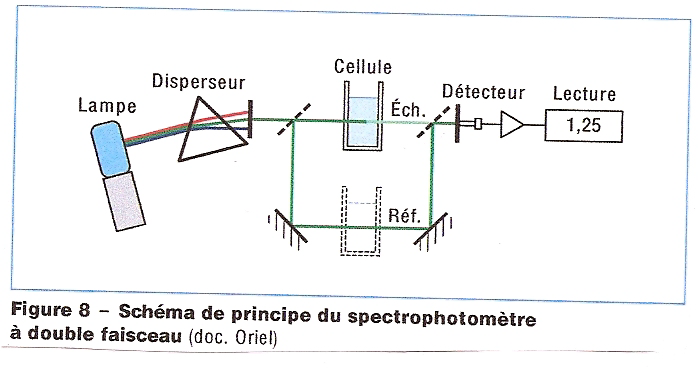 Cellule
Disperseur
Détecteur
Lecture
Lampe
Éch.
1,25
Réf.
Figure 8 – Schéma de principe du spectrophotomètre
à double faisceau (doc. Oriel)